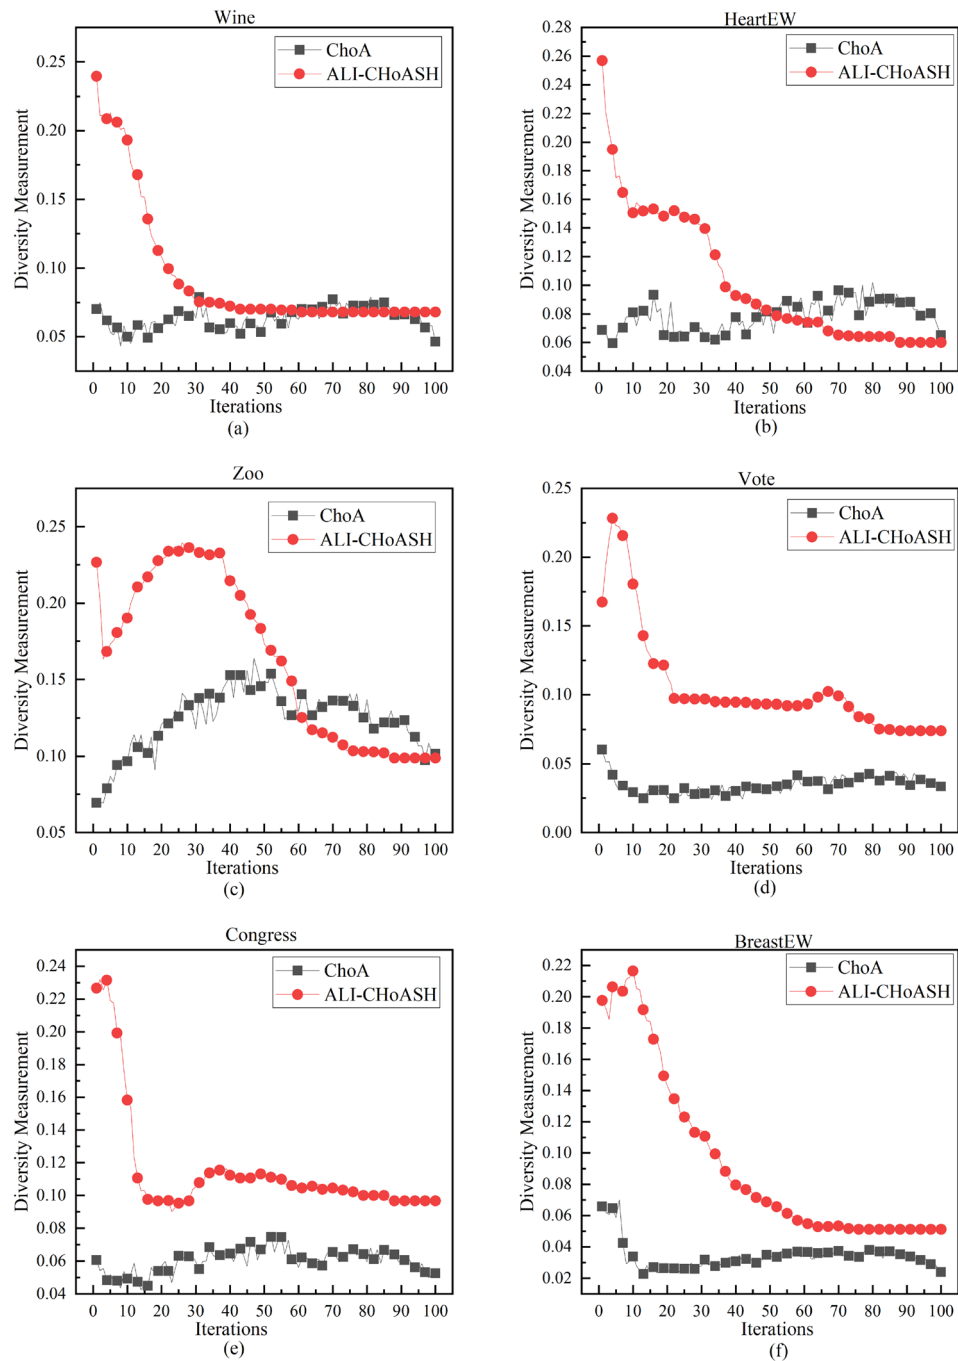 Wine
ChoA
ALI-CHoASH
Diversity Measurement
0.25
0.20
0.15
0.10
0.05
0 10 20 30 40 50 60 70 80 90 100
Iterations
(a)
HeartEW
ChoA
ALI-CHoASH
Diversity Measurement
0.28
0.26
0.24
0.22
0.20
0.18
0.16
0.14
0.12
0.10
0.08
0.06
0.04
0 10 20 30 40 50 60 70 80 90 100
Iterations
(b)
Zoo
ChoA
ALI-CHoASH
Diversity Measurement
0.25
0.20
0.15
0.10
0.05
0 10 20 30 40 50 60 70 80 90 100
Iterations
(c)
Vote
ChoA
ALI-CHoASH
Diversity Measurement
0.25
0.20
0.15
0.10
0.05
0.00
0 10 20 30 40 50 60 70 80 90 100
Iterations
(d)
Congress
ChoA
ALI-CHoASH
Diversity Measurement
0.24
0.22
0.20
0.18
0.16
0.14
0.12
0.10
0.08
0.06
0.04
0 10 20 30 40 50 60 70 80 90 100
Iterations
(e)
BreastEW
ChoA
ALI-CHoASH
Diversity Measurement
0.22
0.20
0.18
0.16
0.14
0.12
0.10
0.08
0.06
0.04
0.02
0 10 20 30 40 50 60 70 80 90 100
Iterations
(f)